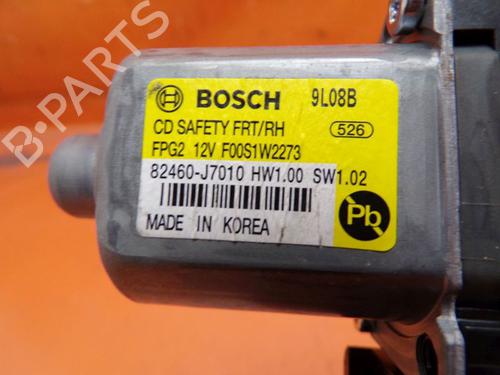 B-PARTS
BOSCH 9L08B
CD SAFETY FRT/RH 526
FPG2 12V F00S1W2273
82460-J7010 HW1.00 SW1.02
Pb
MADE IN KOREA